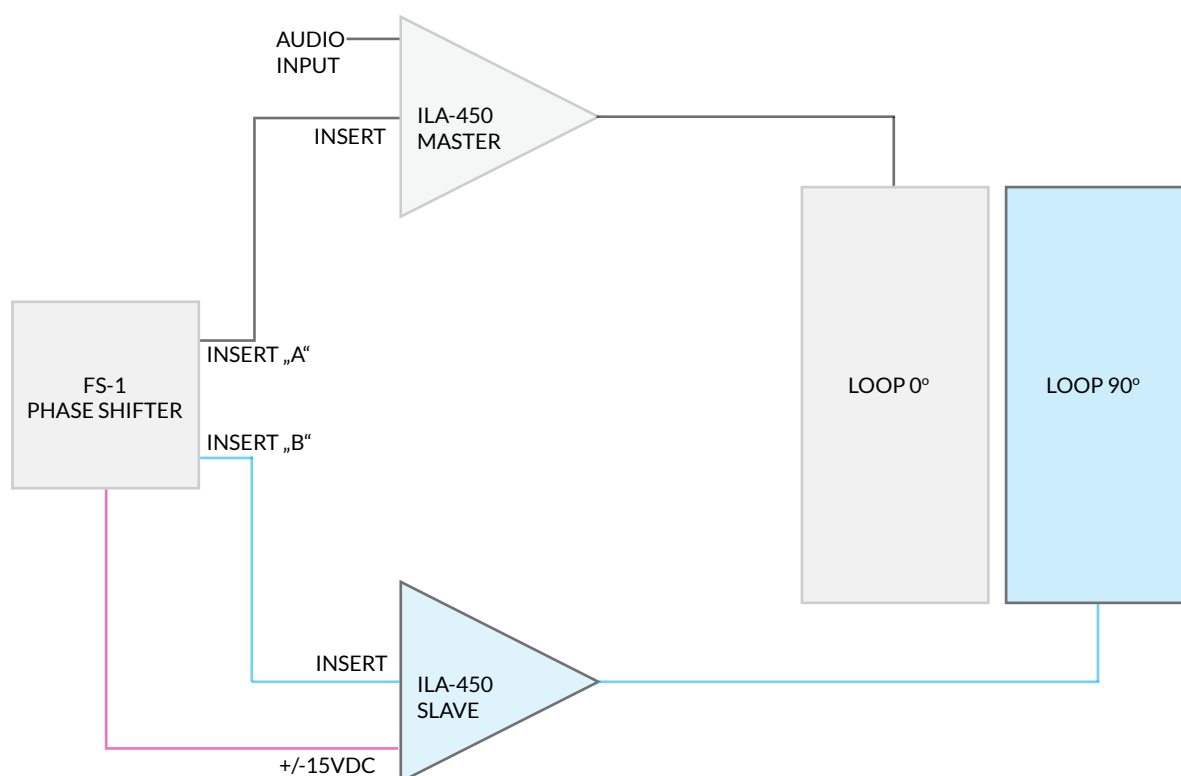 AUDIO
INPUT
INSERT
ILA-450
MASTER
INSERT „A“
FS-1
PHASE SHIFTER
INSERT „B“
LOOP 0º
LOOP 90º
INSERT
ILA-450
SLAVE
+/-15VDC